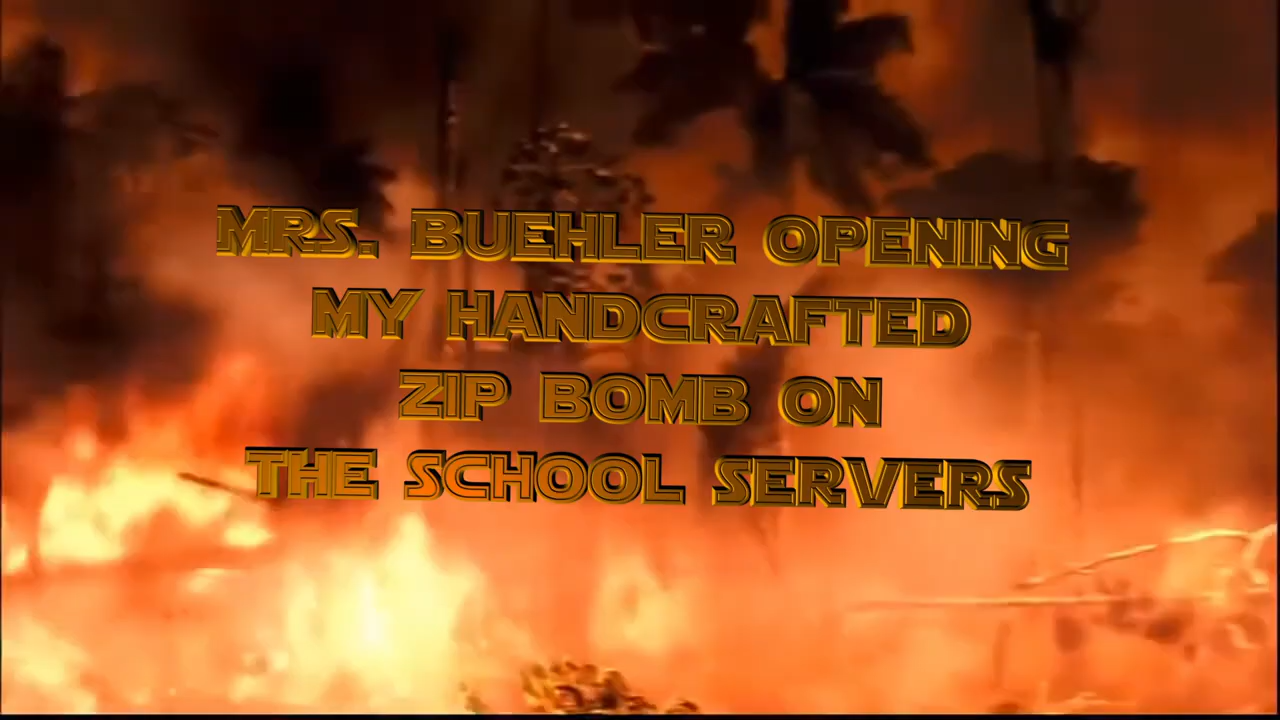 MRS. BUEHLER OPENING
MY HANDCRAFTED
ZIP BOMB ON
THE SCHOOL SERVERS